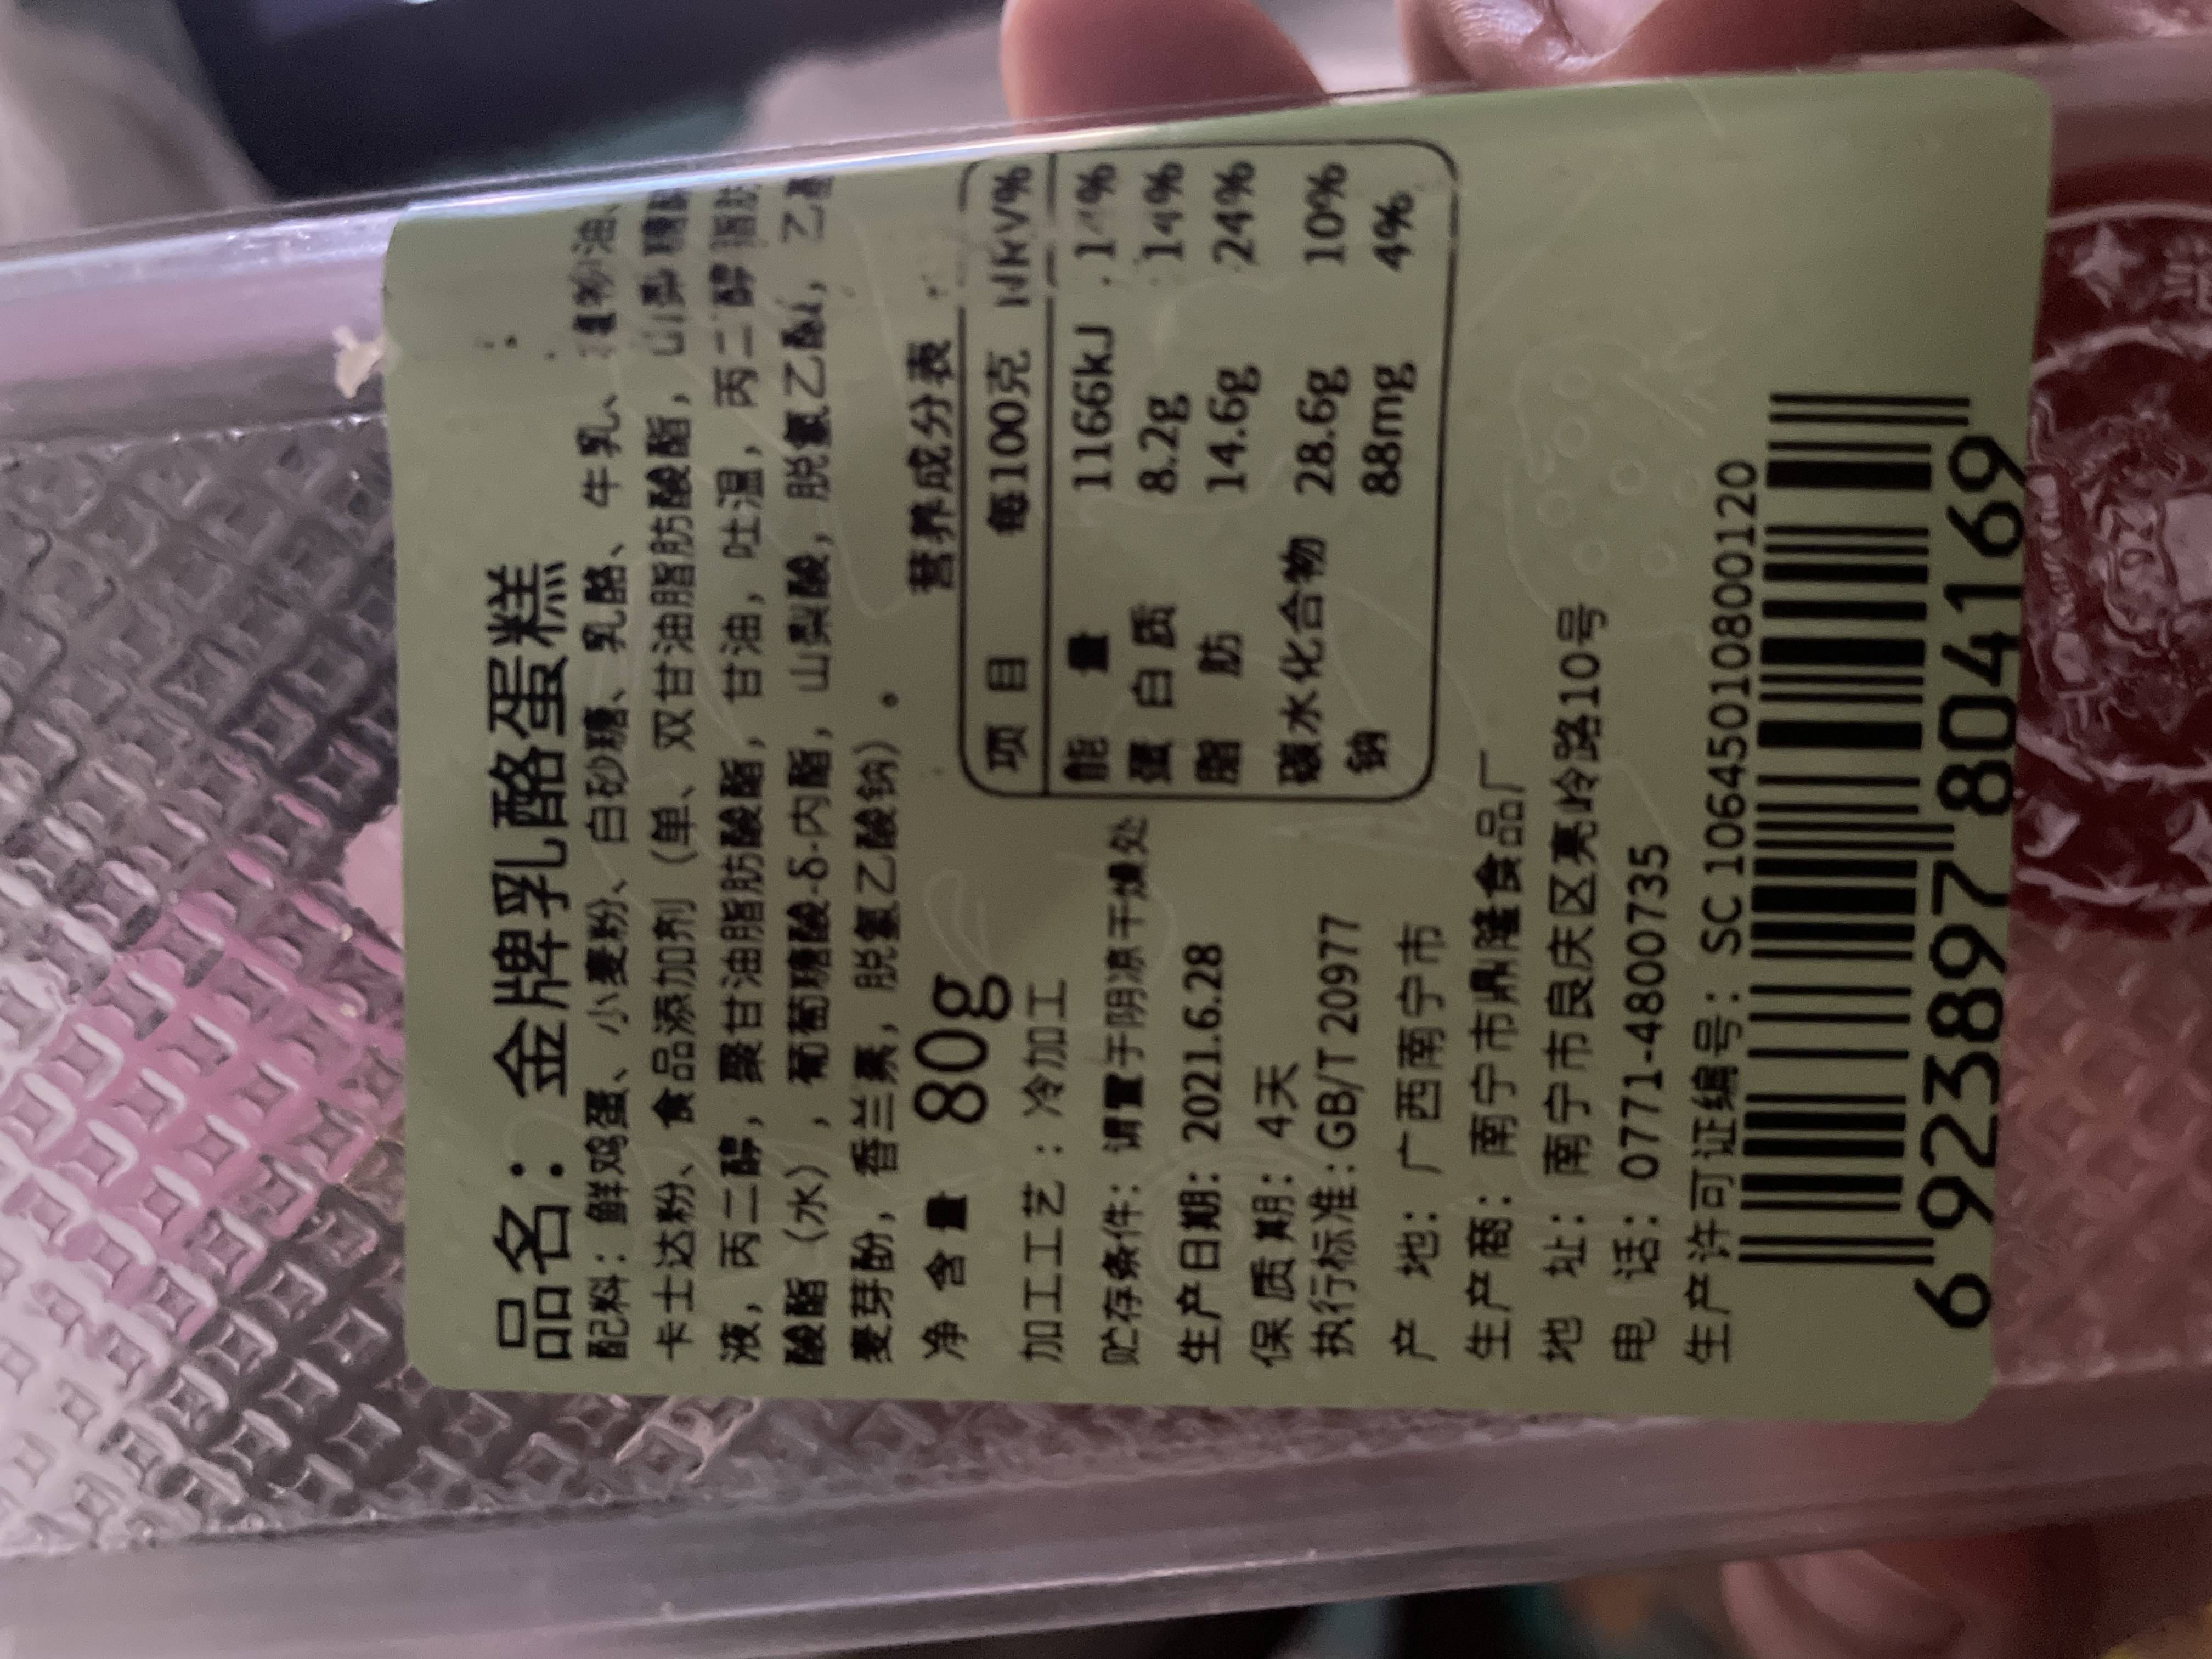 品名：金牌乳酪蛋糕
配料：鲜鸡蛋、小麦粉、白砂糖、乳酪、牛乳、植物油、
卡士达粉、食品添加剂（单、双甘油脂肪酸酯，山梨糖醇
液，丙二醇，聚甘油脂肪酸酯，甘油，吐温，丙二醇脂肪
酸酯（水），葡萄糖酸-δ-内酯，山梨酸，脱氢乙酸，乙基
麦芽酚，香兰素，脱氢乙酸钠）。
净含量 80g
加工工艺：冷加工
贮存条件：请置于阴凉干燥处
生产日期：2021.6.28
保质期：4天
执行标准：GB/T 20977
产地：广西南宁市
生产商：南宁市鼎隆食品厂
地址：南宁市良庆区亮岭路10号
电话：0771-4800735
生产许可证编号：SC 10645010800120
营养成分表
项目 每100克 NRV%
能量 1166kJ 14%
蛋白质 8.2g 14%
脂肪 14.6g 24%
碳水化合物 28.6g 10%
钠 88mg 4%
6 923897 804169